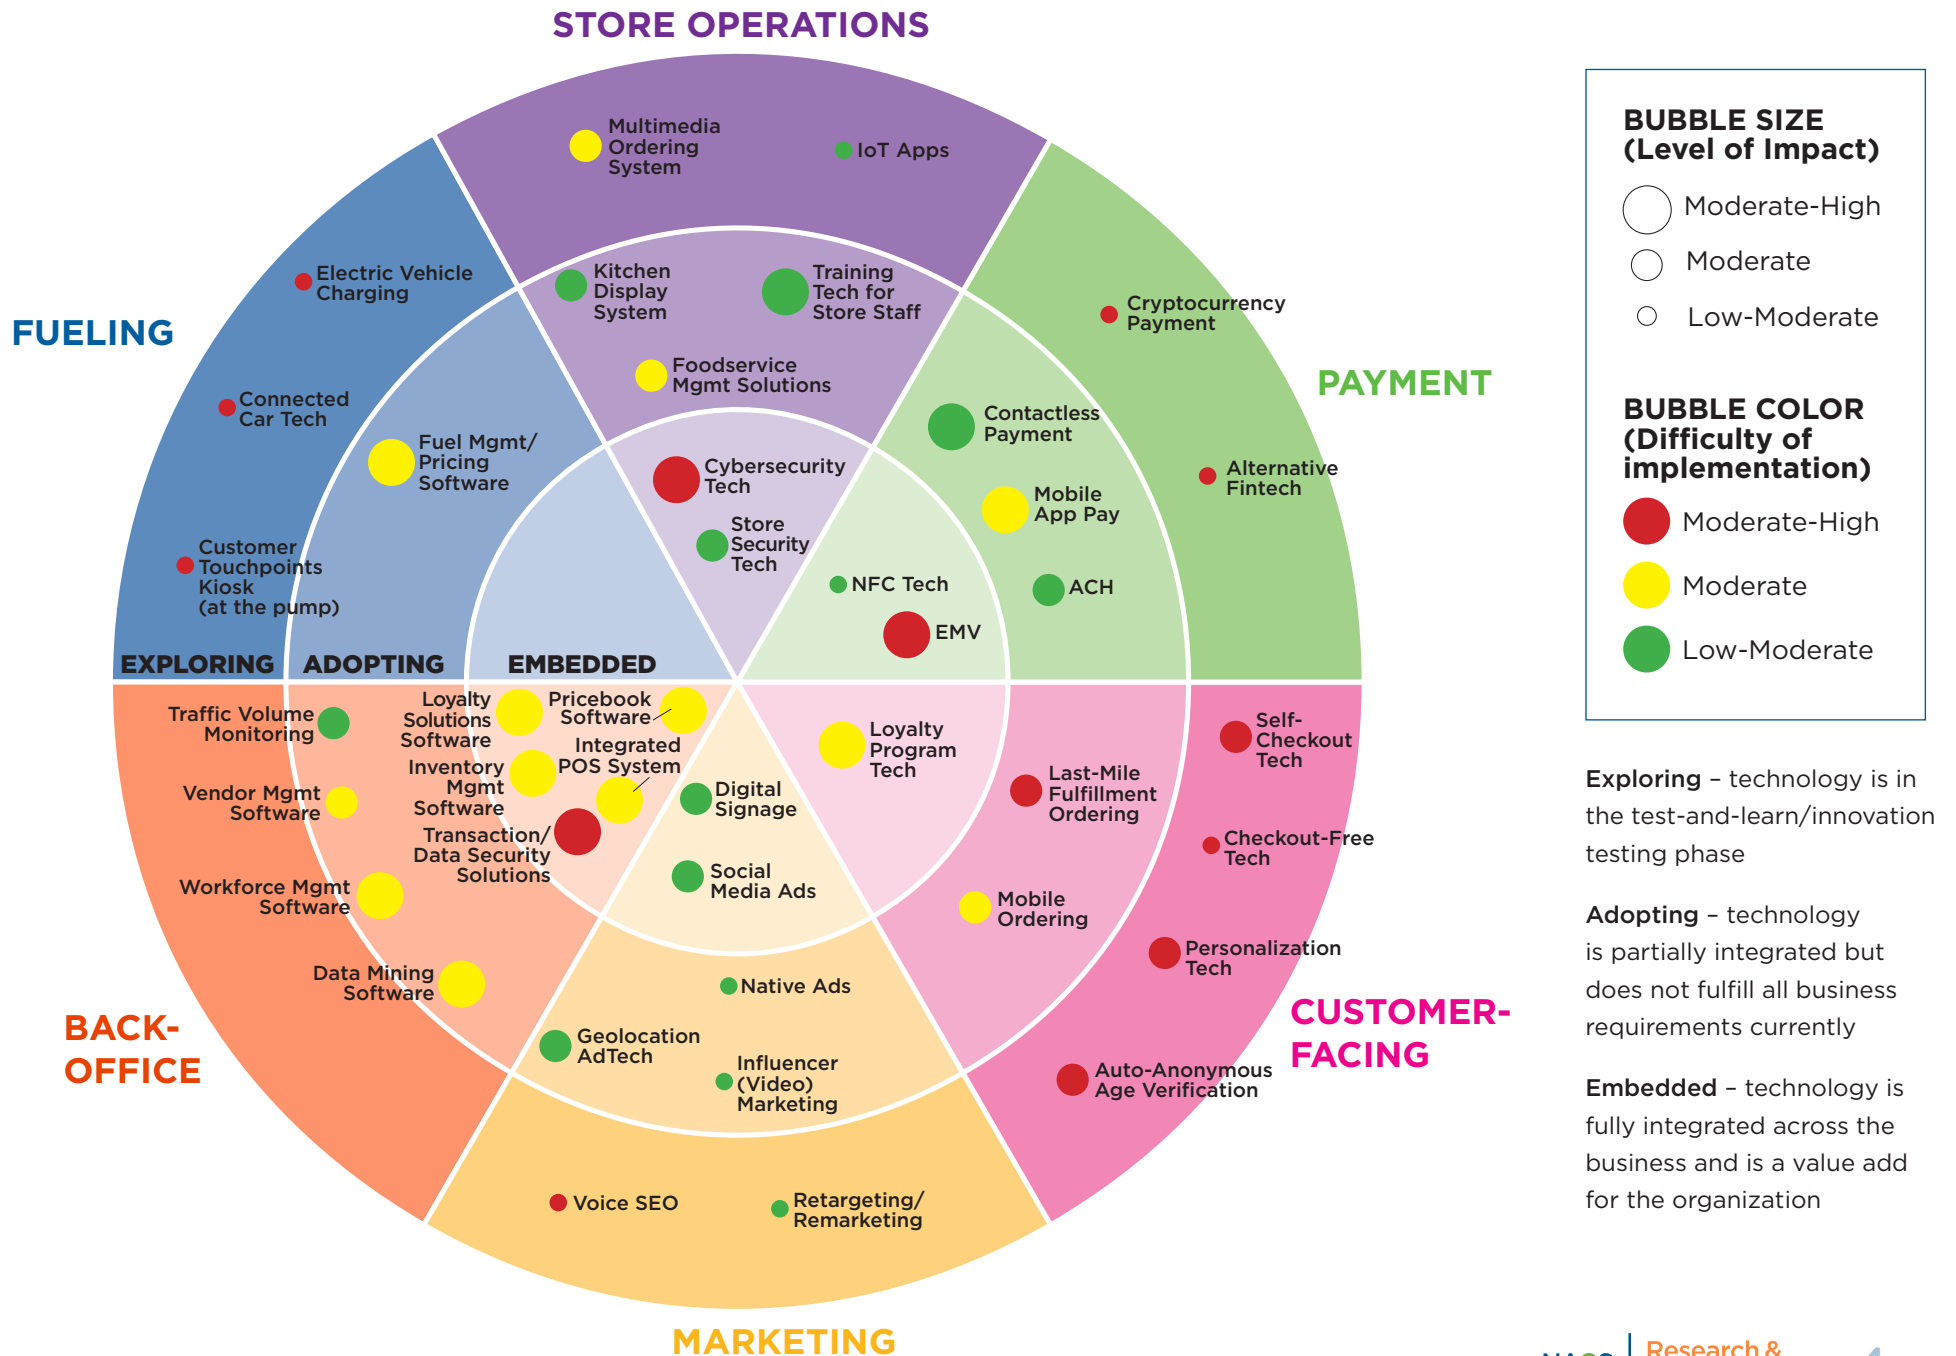 STORE OPERATIONS
Multimedia
Ordering
System
IoT Apps
Kitchen
Display
System
Training
Tech for
Store Staff
Foodservice
Mgmt Solutions
Cybersecurity
Tech
Store
Security
Tech
FUELING
Electric Vehicle
Charging
Connected
Car Tech
Fuel Mgmt/
Pricing
Software
Customer
Touchpoints
Kiosk
(at the pump)
EXPLORING
ADOPTING
EMBEDDED
PAYMENT
Cryptocurrency
Payment
Alternative
Fintech
Contactless
Payment
Mobile
App Pay
ACH
NFC Tech
EMV
BACK-
OFFICE
Traffic Volume
Monitoring
Vendor Mgmt
Software
Workforce Mgmt
Software
Data Mining
Software
Loyalty
Solutions
Software
Pricebook
Software
Integrated
POS System
Inventory
Mgmt
Software
Transaction/
Data Security
Solutions
MARKETING
Digital
Signage
Social
Media Ads
Native Ads
Geolocation
AdTech
Influencer
(Video)
Marketing
Voice SEO
Retargeting/
Remarketing
CUSTOMER-
FACING
Loyalty
Program
Tech
Last-Mile
Fulfillment
Ordering
Mobile
Ordering
Self-
Checkout
Tech
Checkout-Free
Tech
Personalization
Tech
Auto-Anonymous
Age Verification
BUBBLE SIZE
(Level of Impact)
Moderate-High
Moderate
Low-Moderate
BUBBLE COLOR
(Difficulty of
implementation)
Moderate-High
Moderate
Low-Moderate
Exploring – technology is in
the test-and-learn/innovation
testing phase
Adopting – technology
is partially integrated but
does not fulfill all business
requirements currently
Embedded – technology is
fully integrated across the
business and is a value add
for the organization
NACS
Research &